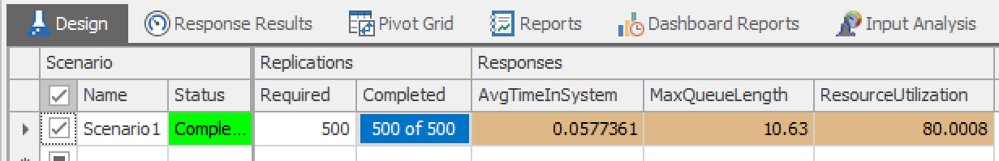 Design Response Results Pivot Grid Reports Dashboard Reports Input Analysis
Scenario Replications Responses
Name Status Required Completed AvgTimeInSystem MaxQueueLength ResourceUtilization
Scenario1 Comple... 500 500 of 500 0.0577361 10.63 80.0008